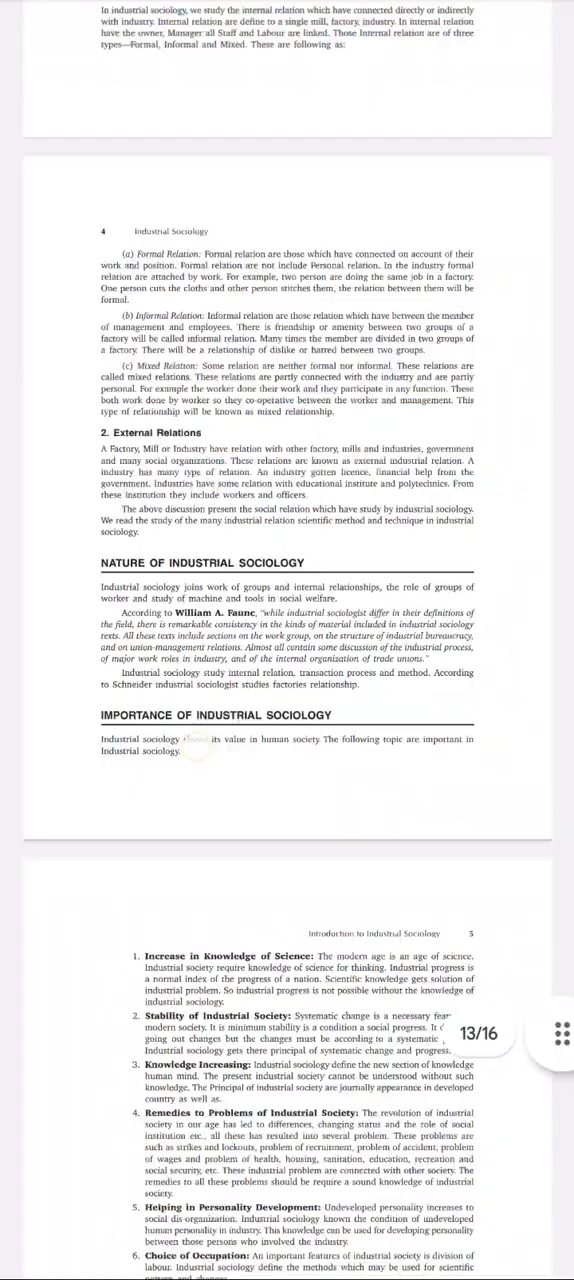 In industrial sociology, we study the internal relation which have connected directly or indirectly
with industry. Internal relation are define to a single mill, factory, industry. In internal relation
have the owner, Manager all Staff and Labour are linked. Those Internal relation are of three
types—Formal, Informal and Mixed. These are following as:
4 Industrial Sociology
(a) Formal Relation: Formal relation are those which have connected on account of their
work and position. Formal relation are not include Personal relation. In the industry formal
relation are attached by work. For example, two person are doing the same job in a factory.
One person cuts the cloths and other person stitches them, the relation between them will be
formal.
(b) Informal Relation: Informal relation are those relation which have between the member
of management and employees. There is friendship or amenity between two groups of a
factory will be called informal relation. Many times the member are divided in two groups of
a factory. There will be a relationship of dislike or harred between two groups.
(c) Mixed Relation: Some relation are neither formal nor informal. These relations are
called mixed relations. These relations are partly connected with the industry and are partly
personal. For example the worker done their work and they participate in any function. These
both work done by worker so they co-operative between the worker and management. This
type of relationship will be known as mixed relationship.
2. External Relations
A Factory, Mill or Industry have relation with other factory, mills and industries, government
and many social organizations. These relations are known as external industrial relation. A
industry has many type of relation. An industry gotten licence, financial help from the
government. Industries have some relation with educational institute and polytechnics. From
these institution they include workers and officers.
The above discussion present the social relation which have study by industrial sociology.
We read the study of the many industrial relation scientific method and technique in industrial
sociology.
NATURE OF INDUSTRIAL SOCIOLOGY
Industrial sociology joins work of groups and internal relationships, the role of groups of
worker and study of machine and tools in social welfare.
According to William A. Faunc, "while industrial sociologist differ in their definitions of
the field, there is remarkable consistency in the kinds of material included in industrial sociology
texts. All these texts include sections on the work group, on the structure of industrial bureaucracy,
and on union-management relations. Almost all contain some discussion of the industrial process,
of major work roles in industry, and of the internal organization of trade unions."
Industrial sociology study internal relation, transaction process and method. According
to Schneider industrial sociologist studies factories relationship.
IMPORTANCE OF INDUSTRIAL SOCIOLOGY
Industrial sociology its value in human society. The following topic are important in
Industrial sociology.
Introduction to Industrial Sociology 5
1. Increase in Knowledge of Science: The modern age is an age of science.
Industrial society require knowledge of science for thinking. Industrial progress is
a normal index of the progress of a nation. Scientific knowledge gets solution of
industrial problem. So industrial progress is not possible without the knowledge of
industrial sociology.
2. Stability of Industrial Society: Systematic change is a necessary
modern society. It is minimum stability is a condition a social progress. It
going out changes but the changes must be according to a systematic
Industrial sociology gets there principal of systematic change and progress.
13/16
3. Knowledge Increasing: Industrial sociology define the new section of knowledge
human mind. The present industrial society cannot be understood without such
knowledge. The Principal of industrial society are journally appearance in developed
country as well as.
4. Remedies to Problems of Industrial Society: The revolution of industrial
society in our age has led to differences, changing status and the role of social
institution etc., all these has resulted into several problem. These problems are
such as strikes and lockouts, problem of recruitment, problem of accident, problem
of wages and problem of health, housing, sanitation, education, recreation and
social security, etc. These industrial problem are connected with other society. The
remedies to all these problems should be require a sound knowledge of industrial
society.
5. Helping in Personality Development: Undeveloped personality increases to
social dis-organization. Industrial sociology known the condition of undeveloped
human personality in industry. This knowledge can be used for developing personality
between those persons who involved the industry.
6. Choice of Occupation: An important features of industrial society is division of
labour. Industrial sociology define the methods which may be used for scientific